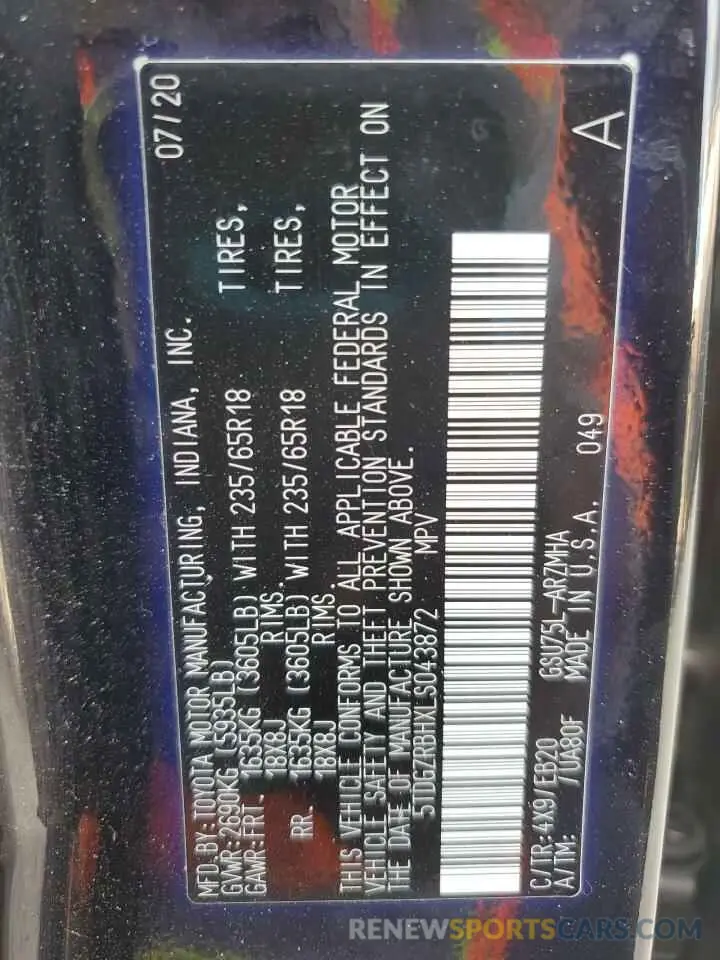 MFD.BY:TOYOTA MOTOR MANUFACTURING, INDIANA, INC. 07/20
GVWR:2690KG (5935LB)
GAWR:FRT. 1635KG (3605LB) WITH 235/65R18 TIRES,
18X8J RIMS.
RR. 1635KG (3605LB) WITH 235/65R18 TIRES,
18X8J RIMS.
THIS VEHICLE CONFORMS TO ALL APPLICABLE FEDERAL MOTOR
VEHICLE SAFETY AND THEFT PREVENTION STANDARDS IN EFFECT ON
THE DATE OF MANUFACTURE SHOWN ABOVE.
5TDGZRBHXLS043872 MPV
C/TR:4X9/EB20 GSU75L-ARZMHA
A/TM: /UA80F MADE IN U.S.A. 049 A
RENEWSPORTCARS.COM